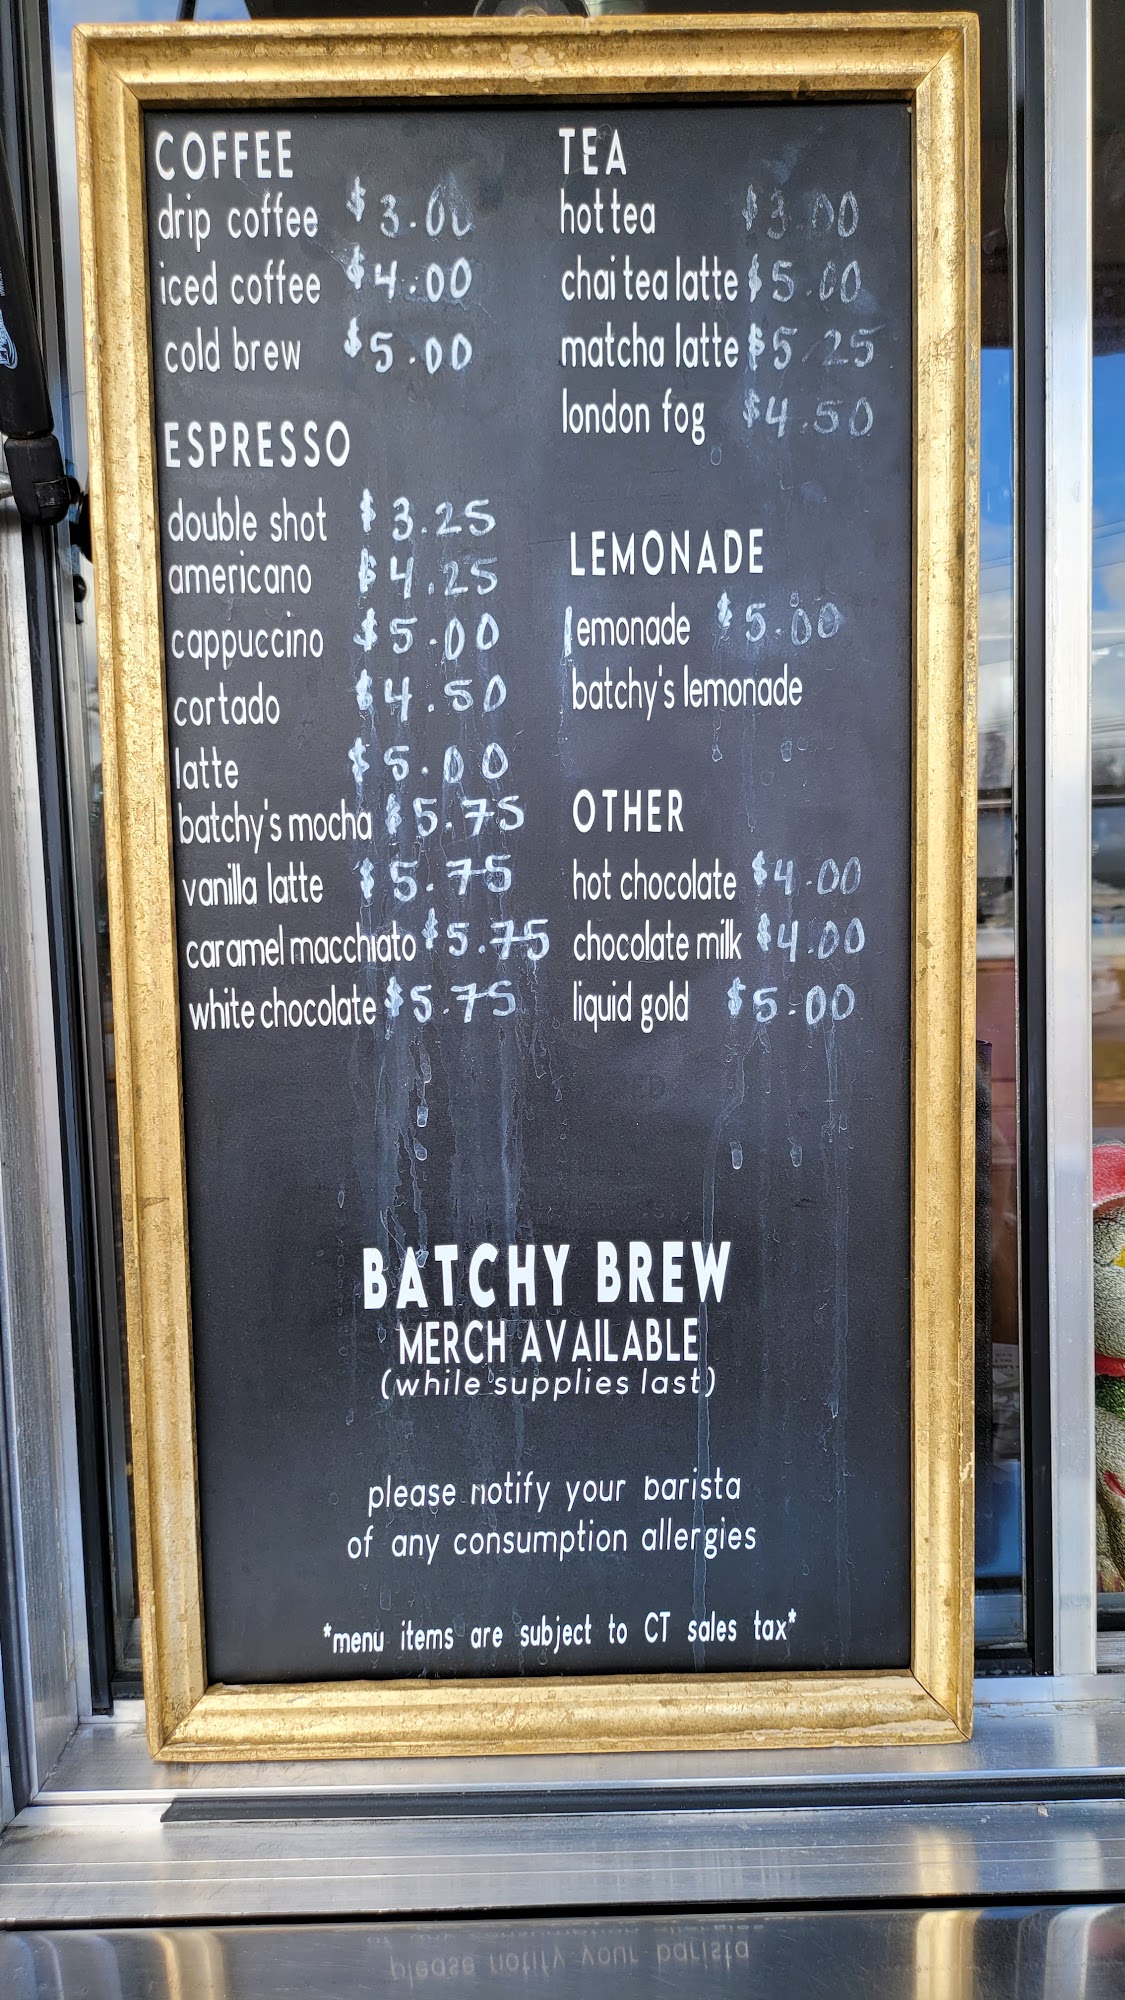 COFFEE
drip coffee $3.00
iced coffee $4.00
cold brew $5.00
ESPRESSO
double shot $3.25
americano $4.25
cappuccino $5.00
cortado $4.50
latte $5.00
batchy's mocha $5.75
vanilla latte $5.75
caramel macchiato $5.75
white chocolate $5.75
TEA
hot tea $3.00
chai tea latte $5.00
matcha latte $5.25
london fog $4.50
LEMONADE
lemonade $5.00
batchy's lemonade
OTHER
hot chocolate $4.00
chocolate milk $4.00
liquid gold $5.00
BATCHY BREW
MERCH AVAILABLE
(while supplies last)
please notify your barista
of any consumption allergies
*menu items are subject to CT sales tax*